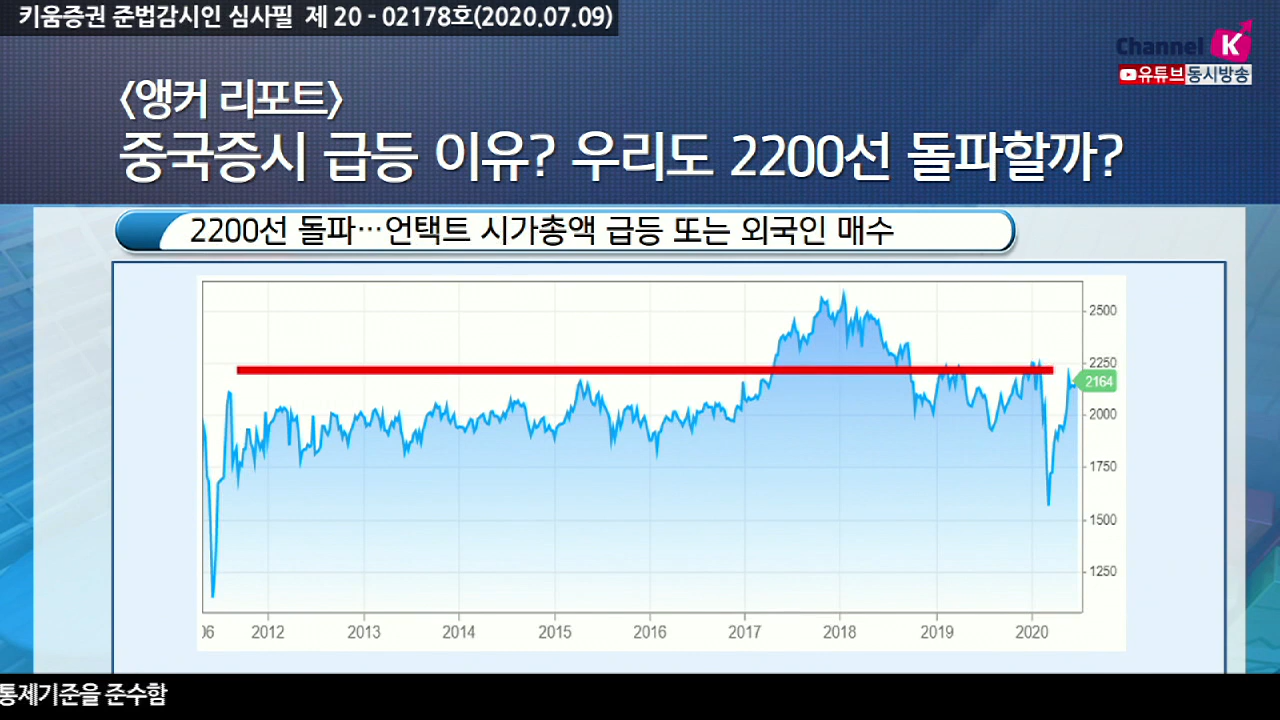 키움증권 준법감시인 심사필 제 20 - 02178호(2020.07.09)
Channel K
유튜브동시방송
<앵커 리포트>
중국증시 급등 이유? 우리도 2200선 돌파할까?
2200선 돌파…언택트 시가총액 급등 또는 외국인 매수
2500
2250
2164
2000
1750
1500
1250
06 2012 2013 2014 2015 2016 2017 2018 2019 2020
통제기준을 준수함